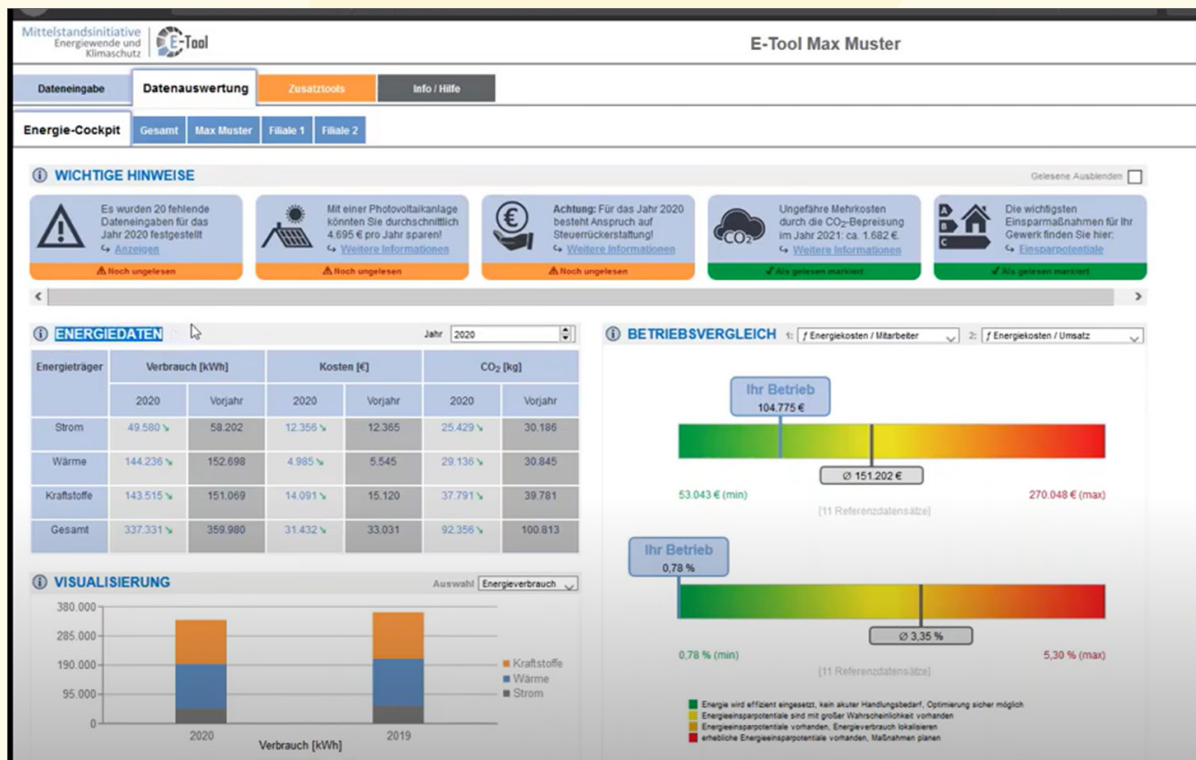 Mittelstandsinitiative
Energiewende und
Klimaschutz
E-Tool
E-Tool Max Muster
Dateneingabe
Datenauswertung
Zusatztools
Info / Hilfe
Energie-Cockpit
Gesamt
Max Muster
Filiale 1
Filiale 2
WICHTIGE HINWEISE
Gelesene Ausblenden
Es wurden 20 fehlende
Dateneingaben für das
Jahr 2020 festgestellt
Anzeigen
Noch ungelesen
Mit einer Photovoltaikanlage
könnten Sie durchschnittlich
4.695 € pro Jahr sparen!
Weitere Informationen
Noch ungelesen
€
Achtung: Für das Jahr 2020
besteht Anspruch auf
Steuerrückerstattung!
Weitere Informationen
Noch ungelesen
CO2
Ungefähre Mehrkosten
durch die CO₂-Bepreisung
im Jahr 2021: ca. 1.682 €.
Weitere Informationen
Als gelesen markiert
A
B
C
Die wichtigsten
Einsparmaßnahmen für Ihr
Gewerk finden Sie hier:
Einsparpotentiale
Als gelesen markiert
ENERGIEDATEN
Jahr 2020
Energieträger Verbrauch [kWh] Kosten [€] CO₂ [kg]
2020 Vorjahr 2020 Vorjahr 2020 Vorjahr
Strom 49.580 58.202 12.356 12.365 25.429 30.186
Wärme 144.236 152.698 4.985 5.545 29.136 30.845
Kraftstoffe 143.515 151.069 14.091 15.120 37.791 39.781
Gesamt 337.331 359.980 31.432 33.031 92.356 100.813
VISUALISIERUNG
Auswahl Energieverbrauch
380.000
285.000
190.000
95.000
0
2020 2019
Verbrauch [kWh]
Kraftstoffe
Wärme
Strom
BETRIEBSVERGLEICH
1: ƒ Energiekosten / Mitarbeiter
2: ƒ Energiekosten / Umsatz
Ihr Betrieb
104.775 €
Ø 151.202 €
53.043 € (min)
270.048 € (max)
[11 Referenzdatensätze]
Ihr Betrieb
0,78 %
Ø 3,35 %
0,78 % (min)
5,30 % (max)
[11 Referenzdatensätze]
Energie wird effizient eingesetzt, kein akuter Handlungsbedarf, Optimierung sicher möglich
Energieeinsparpotentiale sind mit großer Wahrscheinlichkeit vorhanden
Energieeinsparpotentiale vorhanden, Energieverbrauch lokalisieren
erhebliche Energieeinsparpotentiale vorhanden, Maßnahmen planen